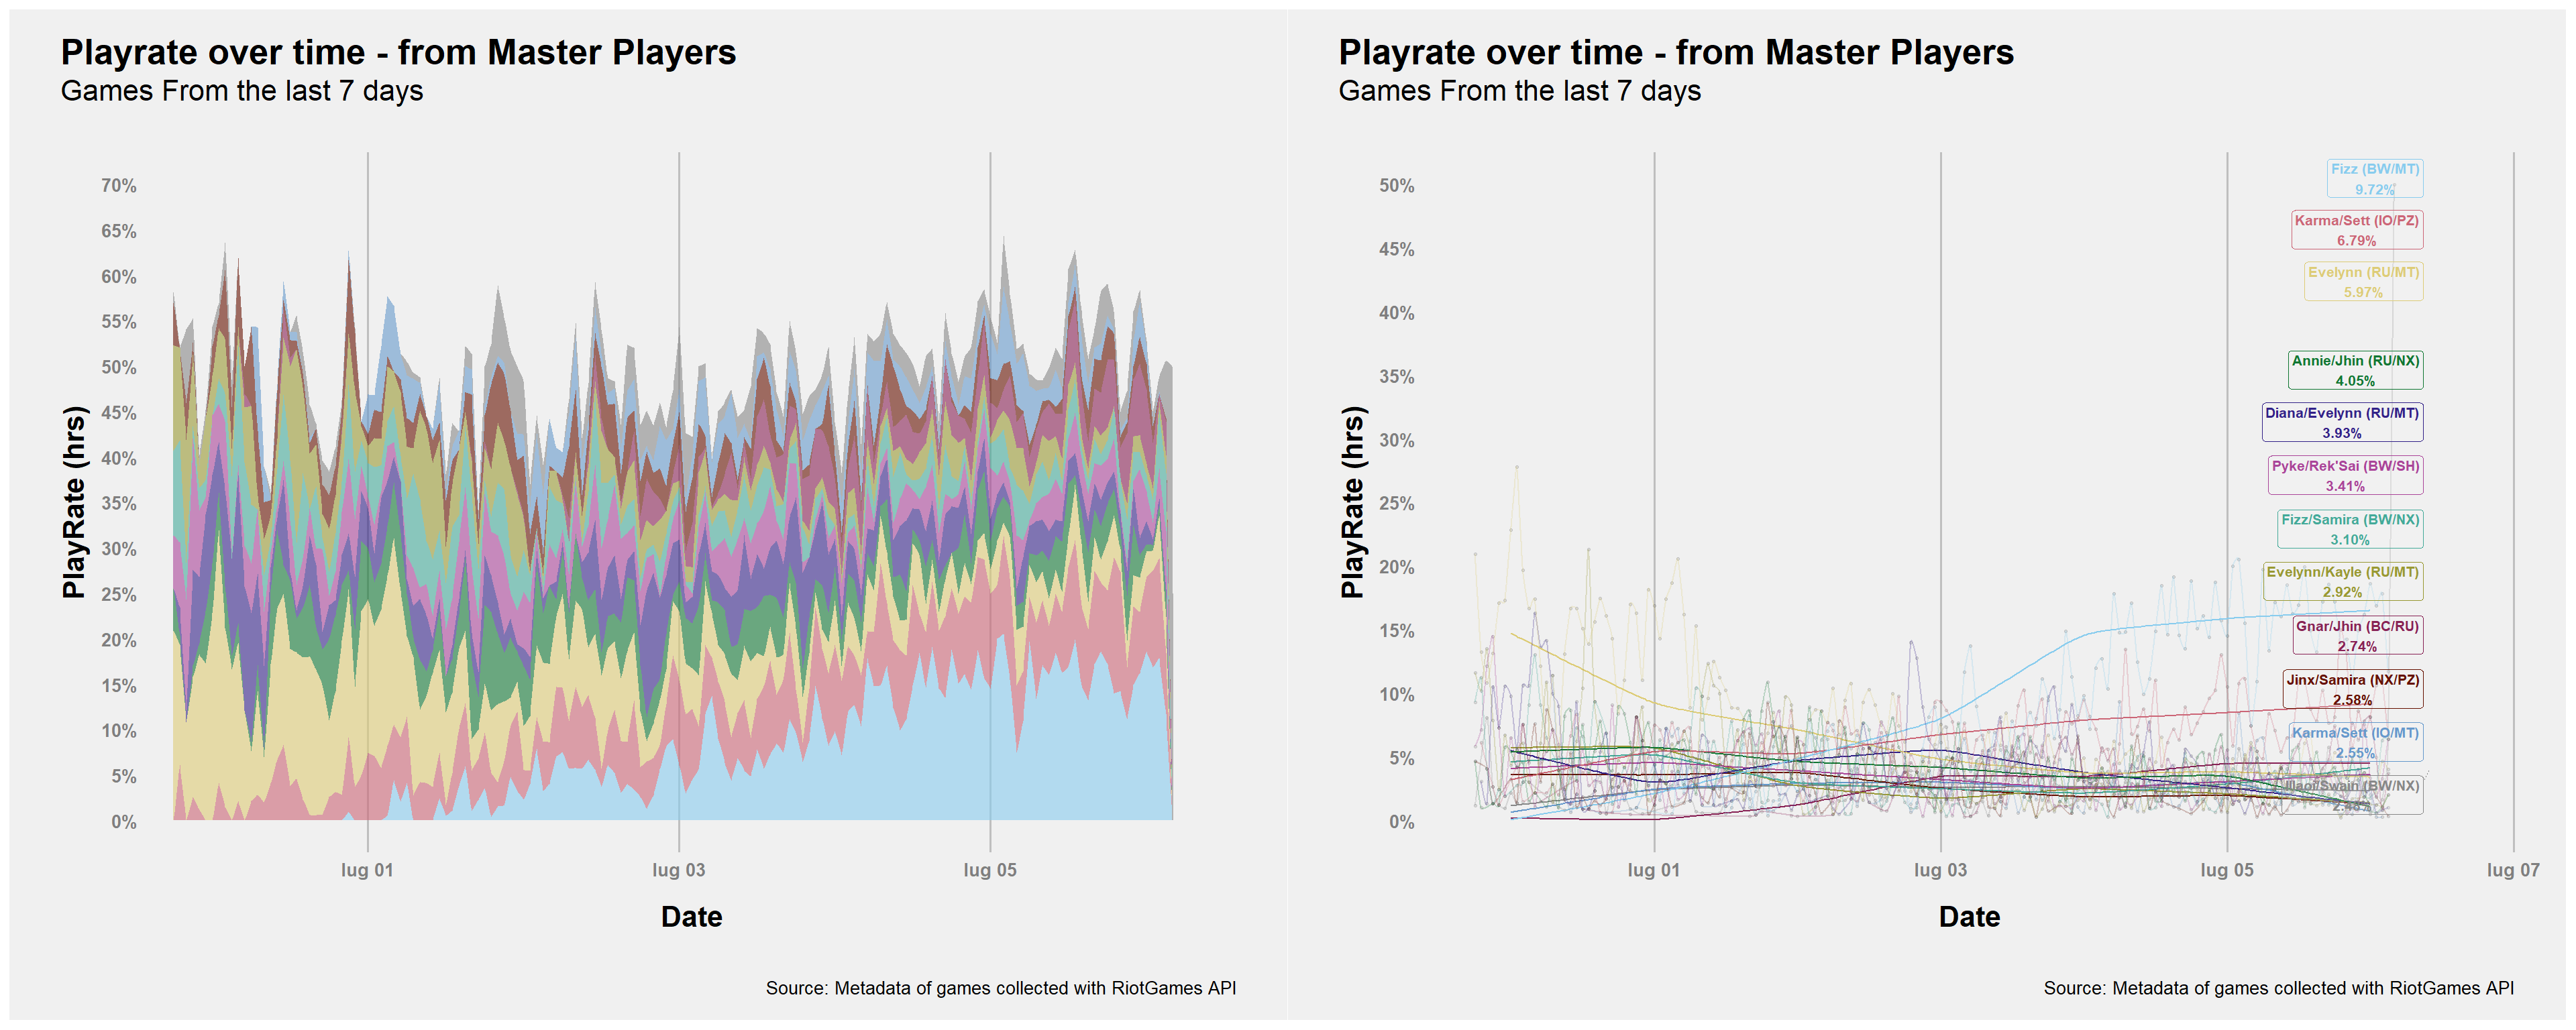 Playrate over time - from Master Players
Games From the last 7 days
70%
65%
60%
55%
50%
45%
40%
35%
30%
25%
20%
15%
10%
5%
0%
PlayRate (hrs)
lug 01
lug 03
lug 05
Date
Source: Metadata of games collected with RiotGames API
Playrate over time - from Master Players
Games From the last 7 days
50%
45%
40%
35%
30%
25%
20%
15%
10%
5%
0%
PlayRate (hrs)
Fizz (BW/MT)
9.72%
Karma/Sett (IO/PZ)
6.79%
Evelynn (RU/MT)
5.97%
Annie/Jhin (RU/NX)
4.05%
Diana/Evelynn (RU/MT)
3.93%
Pyke/Rek'Sai (BW/SH)
3.41%
Fizz/Samira (BW/NX)
3.10%
Evelynn/Kayle (RU/MT)
2.92%
Gnar/Jhin (BC/RU)
2.74%
Jinx/Samira (NX/PZ)
2.58%
Karma/Sett (IO/MT)
2.55%
(BW/NX)
lug 01
lug 03
lug 05
lug 07
Date
Source: Metadata of games collected with RiotGames API